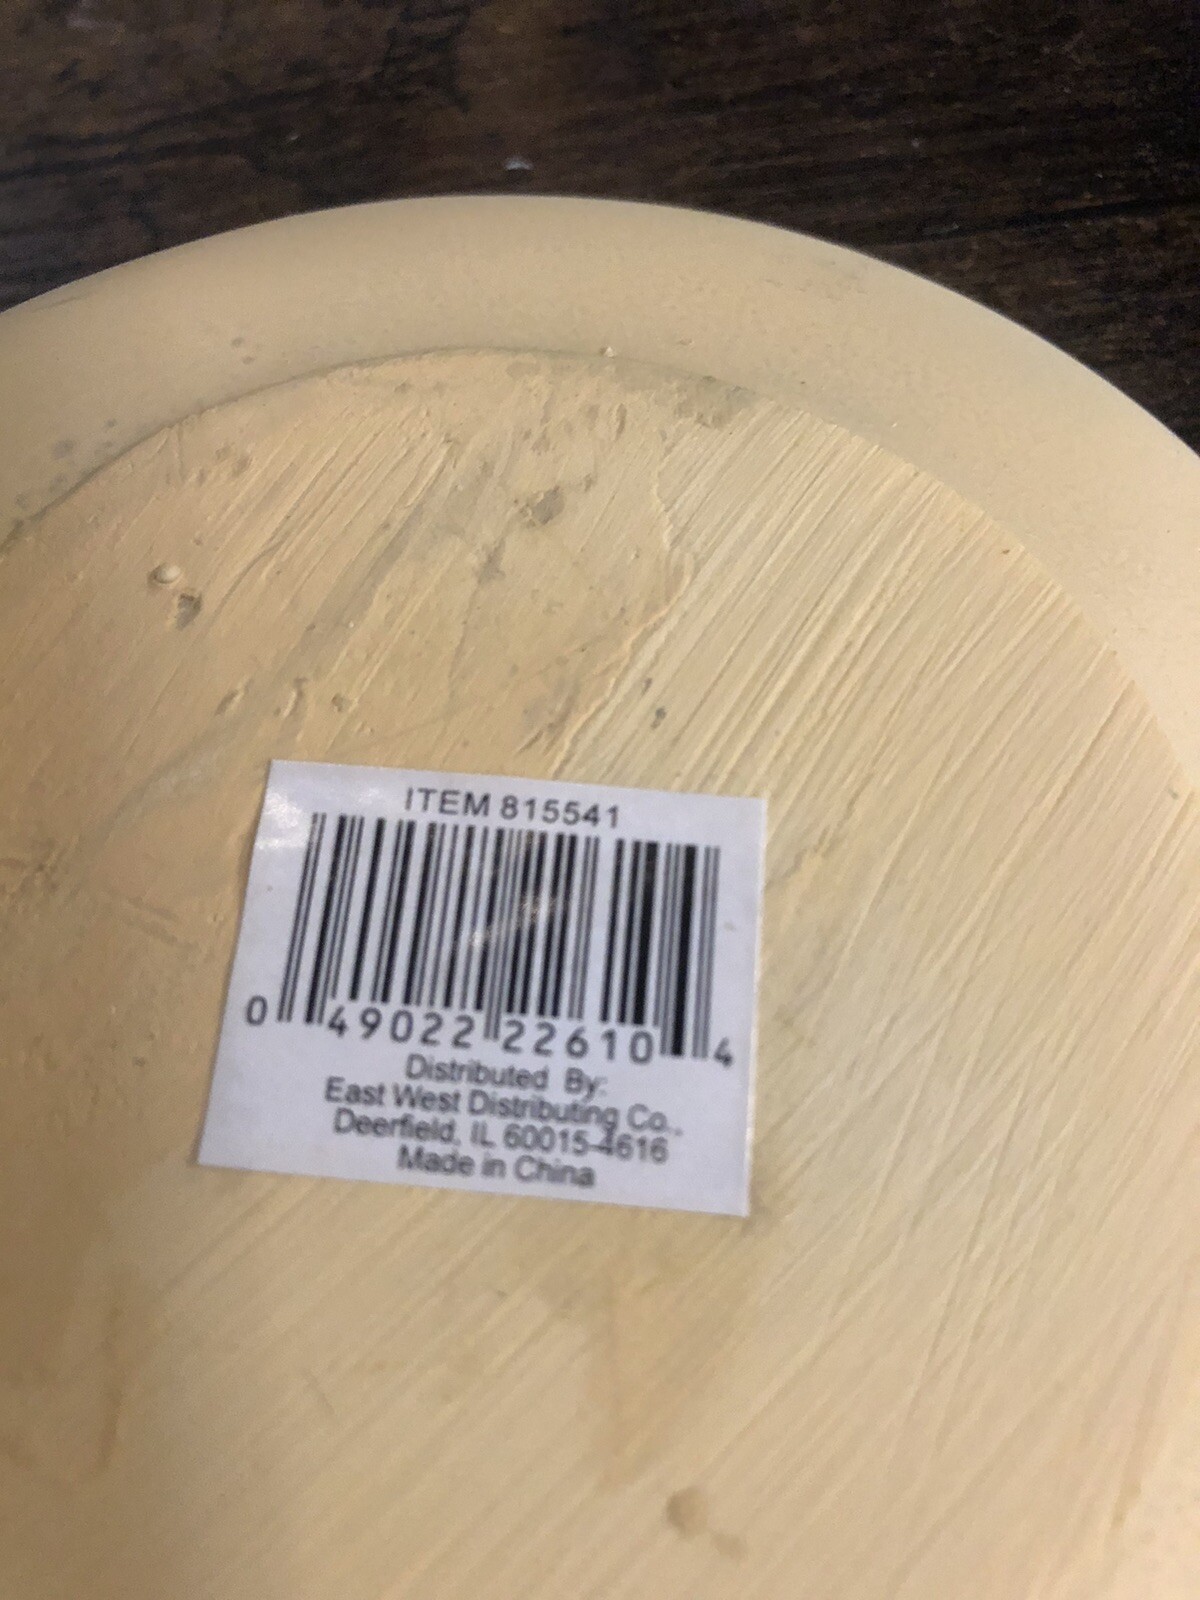 ITEM 815541
0 49022 22610 4
Distributed By:
East West Distributing Co.,
Deerfield, IL 60015-4616
Made in China